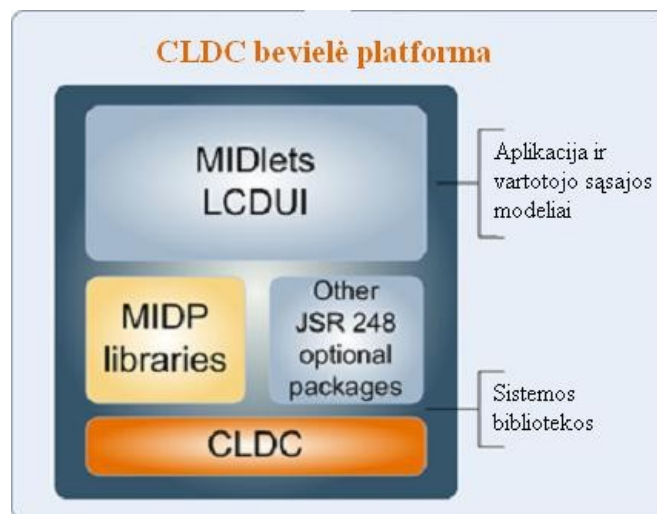 CLDC bevielė platforma
MIDlets
LCDUI
Aplikacija ir
vartotojo sąsajos
modeliai
MIDP
libraries
Other
JSR 248
optional
packages
Sistemos
bibliotekos
CLDC